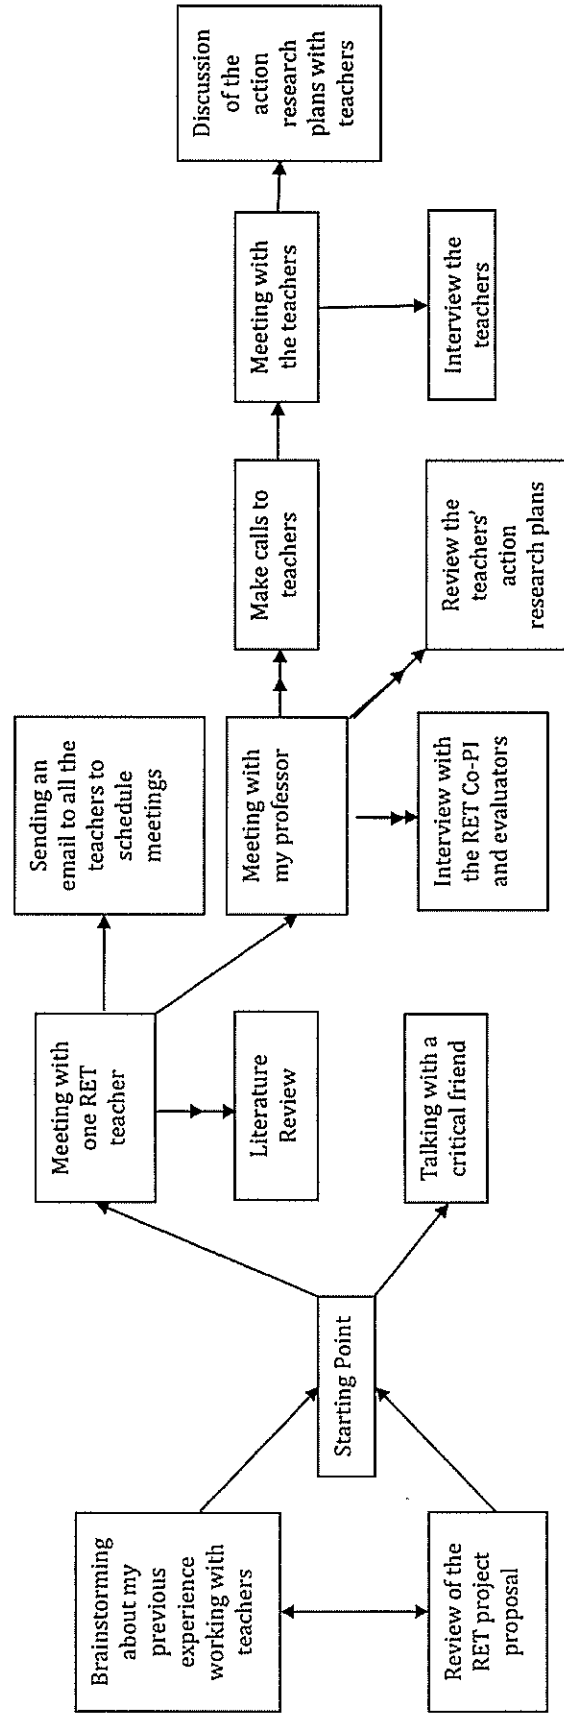 Brainstorming
about my
previous
experience
working with
teachers
Review of the
RET project
proposal
Starting Point
Meeting with
one RET
teacher
Literature
Review
Talking with a
critical friend
Sending an
email to all the
teachers to
schedule
meetings
Meeting with
my professor
Interview with
the RET Co-PI
and evaluators
Make calls to
teachers
Review the
teachers'
action
research plans
Meeting with
the teachers
Interview the
teachers
Discussion
of the
action
research
plans with
teachers